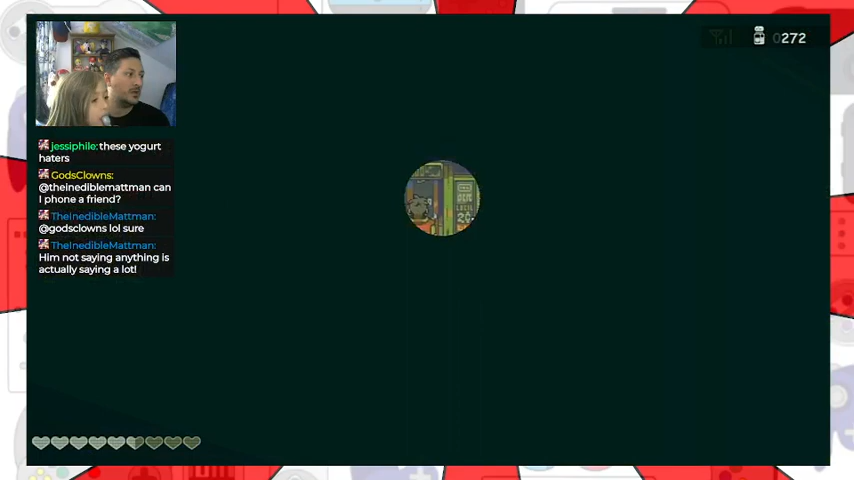 0272
jessiphile: these yogurt
haters
GodsClowns:
@theinediblemattman can
I phone a friend?
TheInedibleMattman:
@godsclowns lol sure
TheInedibleMattman:
Him not saying anything is
actually saying a lot!